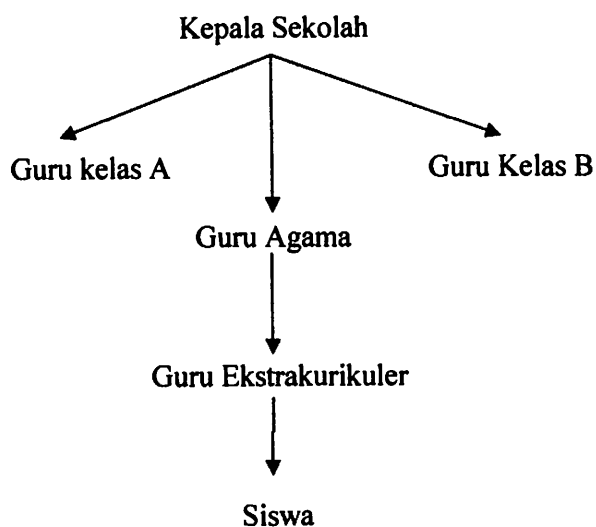 Kepala Sekolah
Guru kelas A
Guru Kelas B
Guru Agama
Guru Ekstrakurikuler
Siswa